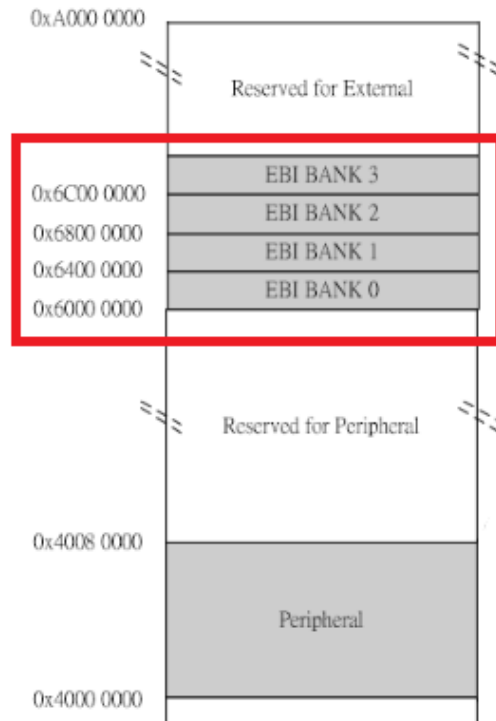 0xA000 0000
Reserved for External
EBI BANK 3
0x6C00 0000
EBI BANK 2
0x6800 0000
EBI BANK 1
0x6400 0000
EBI BANK 0
0x6000 0000
Reserved for Peripheral
0x4008 0000
Peripheral
0x4000 0000